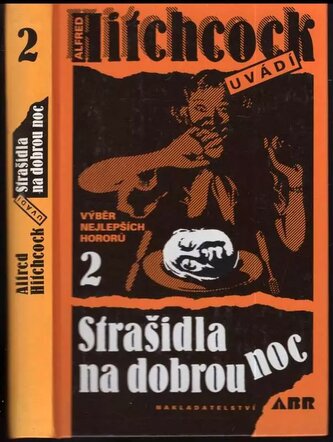 2
Strašidla
na dobrou noc
UVÁDÍ
Alfred
Hitchcock
ALFRED
Hitchcock
UVÁDÍ
VÝBĚR
NEJLEPŠÍCH
HORORŮ
2
Strašidla
na dobrou noc
NAKLADATELSTVÍ ABR